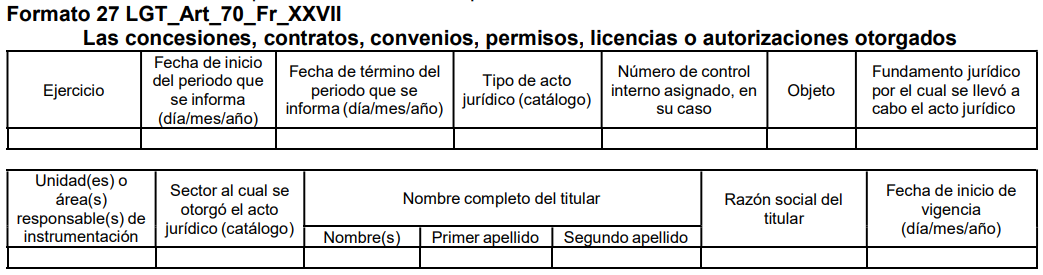 Formato 27 LGT_Art_70_Fr_XXVII
Las concesiones, contratos, convenios, permisos, licencias o autorizaciones otorgados
Ejercicio
Fecha de inicio
del periodo que
se informa
(día/mes/año)
Fecha de término del
periodo que se
informa (día/mes/año)
Tipo de acto
jurídico (catálogo)
Número de control
interno asignado, en
su caso
Objeto
Fundamento jurídico
por el cual se llevó a
cabo el acto jurídico
Unidad(es) o
área(s)
responsable(s) de
instrumentación
Sector al cual se
otorgó el acto
jurídico (catálogo)
Nombre completo del titular
Nombre(s)
Primer apellido
Segundo apellido
Razón social del
titular
Fecha de inicio de
vigencia
(día/mes/año)